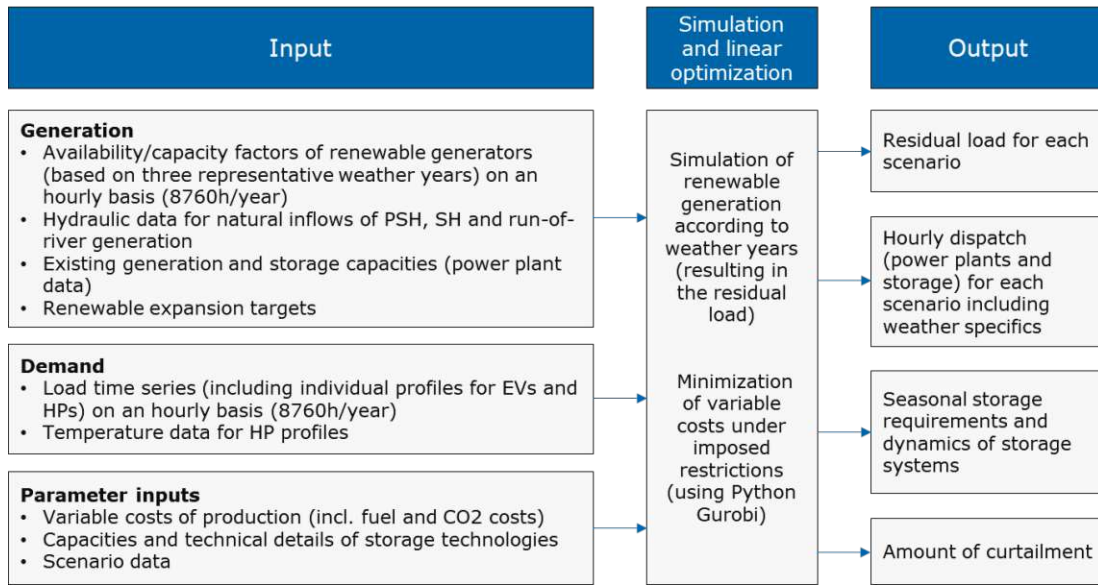 Input
Simulation
and linear
optimization
Output
Generation
• Availability/capacity factors of renewable generators
(based on three representative weather years) on an
hourly basis (8760h/year)
• Hydraulic data for natural inflows of PSH, SH and run-of-
river generation
• Existing generation and storage capacities (power plant
data)
• Renewable expansion targets
Demand
• Load time series (including individual profiles for EVs and
HPs) on an hourly basis (8760h/year)
• Temperature data for HP profiles
Parameter inputs
• Variable costs of production (incl. fuel and CO2 costs)
• Capacities and technical details of storage technologies
• Scenario data
Simulation of
renewable
generation
according to
weather years
(resulting in
the residual
load)
Minimization
of variable
costs under
imposed
restrictions
(using Python
Gurobi)
Residual load for each
scenario
Hourly dispatch
(power plants and
storage) for each
scenario including
weather specifics
Seasonal storage
requirements and
dynamics of storage
systems
Amount of curtailment